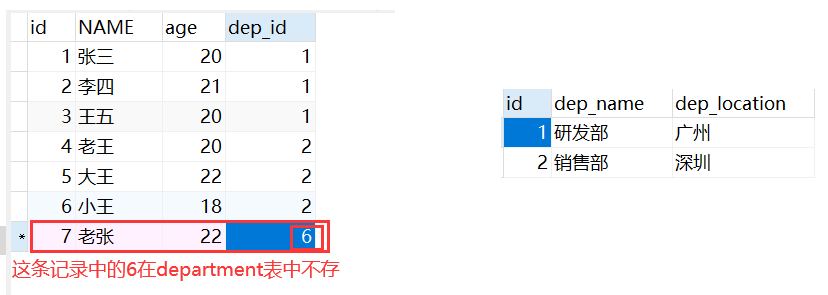 id NAME age dep_id
1 张三 20 1
2 李四 21 1
3 王五 20 1
4 老王 20 2
5 大王 22 2
6 小王 18 2
* 7 老张 22 6
这条记录中的6在department表中不存
id dep_name dep_location
1 研发部 广州
2 销售部 深圳